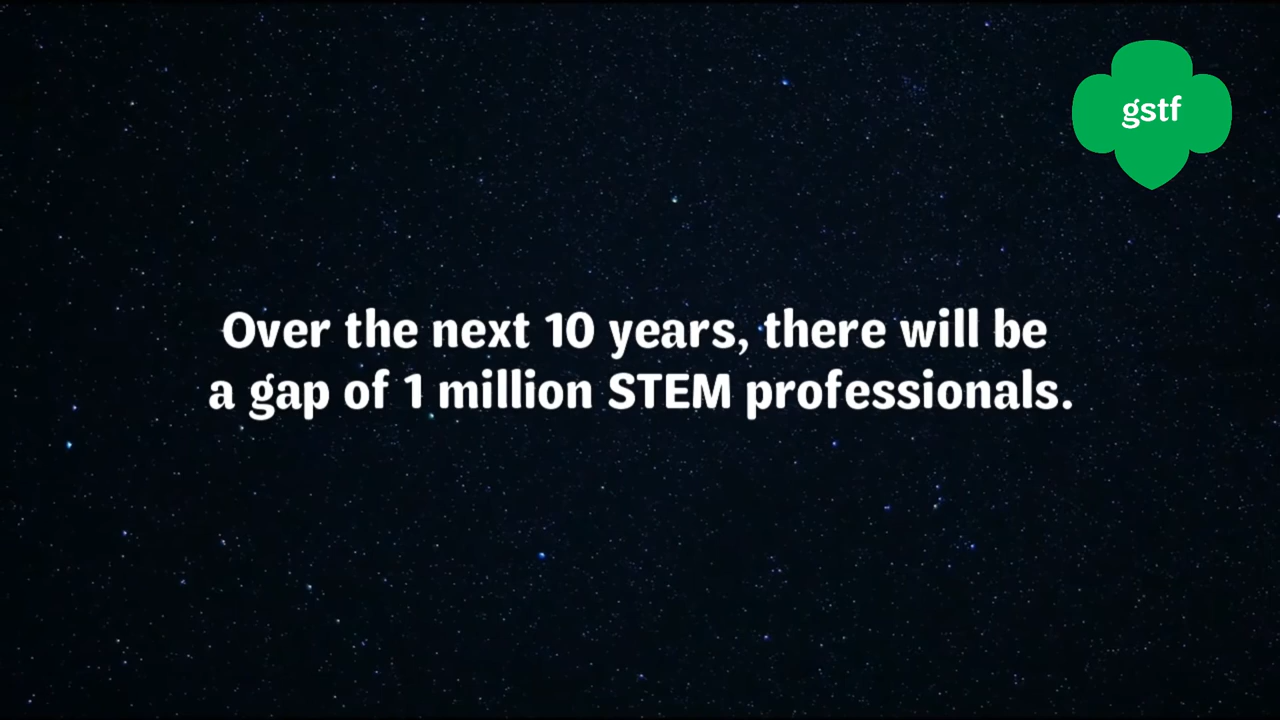 gstf
Over the next 10 years, there will be
a gap of 1 million STEM professionals.